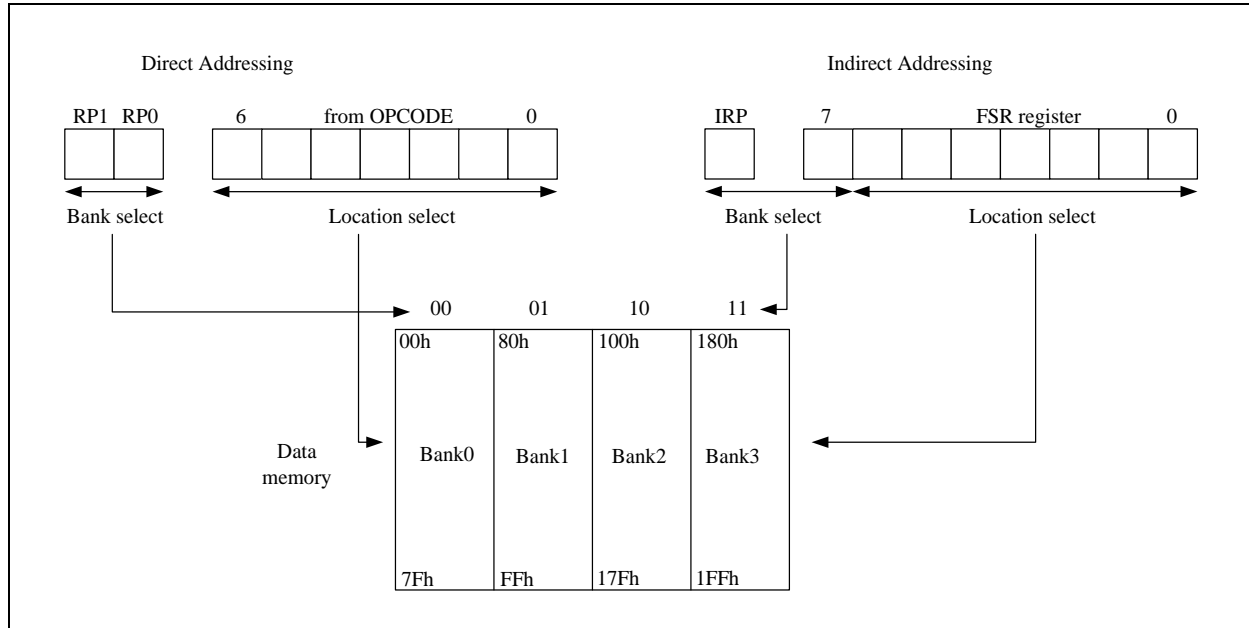 Direct Addressing Indirect Addressing
RP1 RP0 6 from OPCODE 0 IRP 7 FSR register 0
Bank select Location select Bank select Location select
00 01 10 11
00h 80h 100h 180h
Data
memory
Bank0 Bank1 Bank2 Bank3
7Fh FFh 17Fh 1FFh